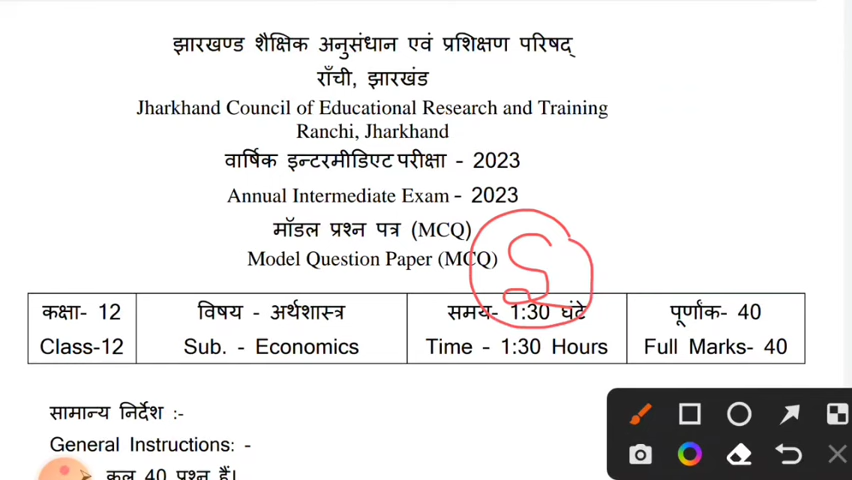 झारखण्ड शैक्षिक अनुसंधान एवं प्रशिक्षण परिषद्
राँची, झारखंड
Jharkhand Council of Educational Research and Training
Ranchi, Jharkhand
वार्षिक इन्टरमीडिएट परीक्षा - 2023
Annual Intermediate Exam - 2023
मॉडल प्रश्न पत्र (MCQ)
Model Question Paper (MCQ)
कक्षा- 12 विषय - अर्थशास्त्र समय- 1:30 घंटे पूर्णांक- 40
Class-12 Sub. - Economics Time - 1:30 Hours Full Marks- 40
सामान्य निर्देश :-
General Instructions: -
कुल 40 प्रश्न हैं।